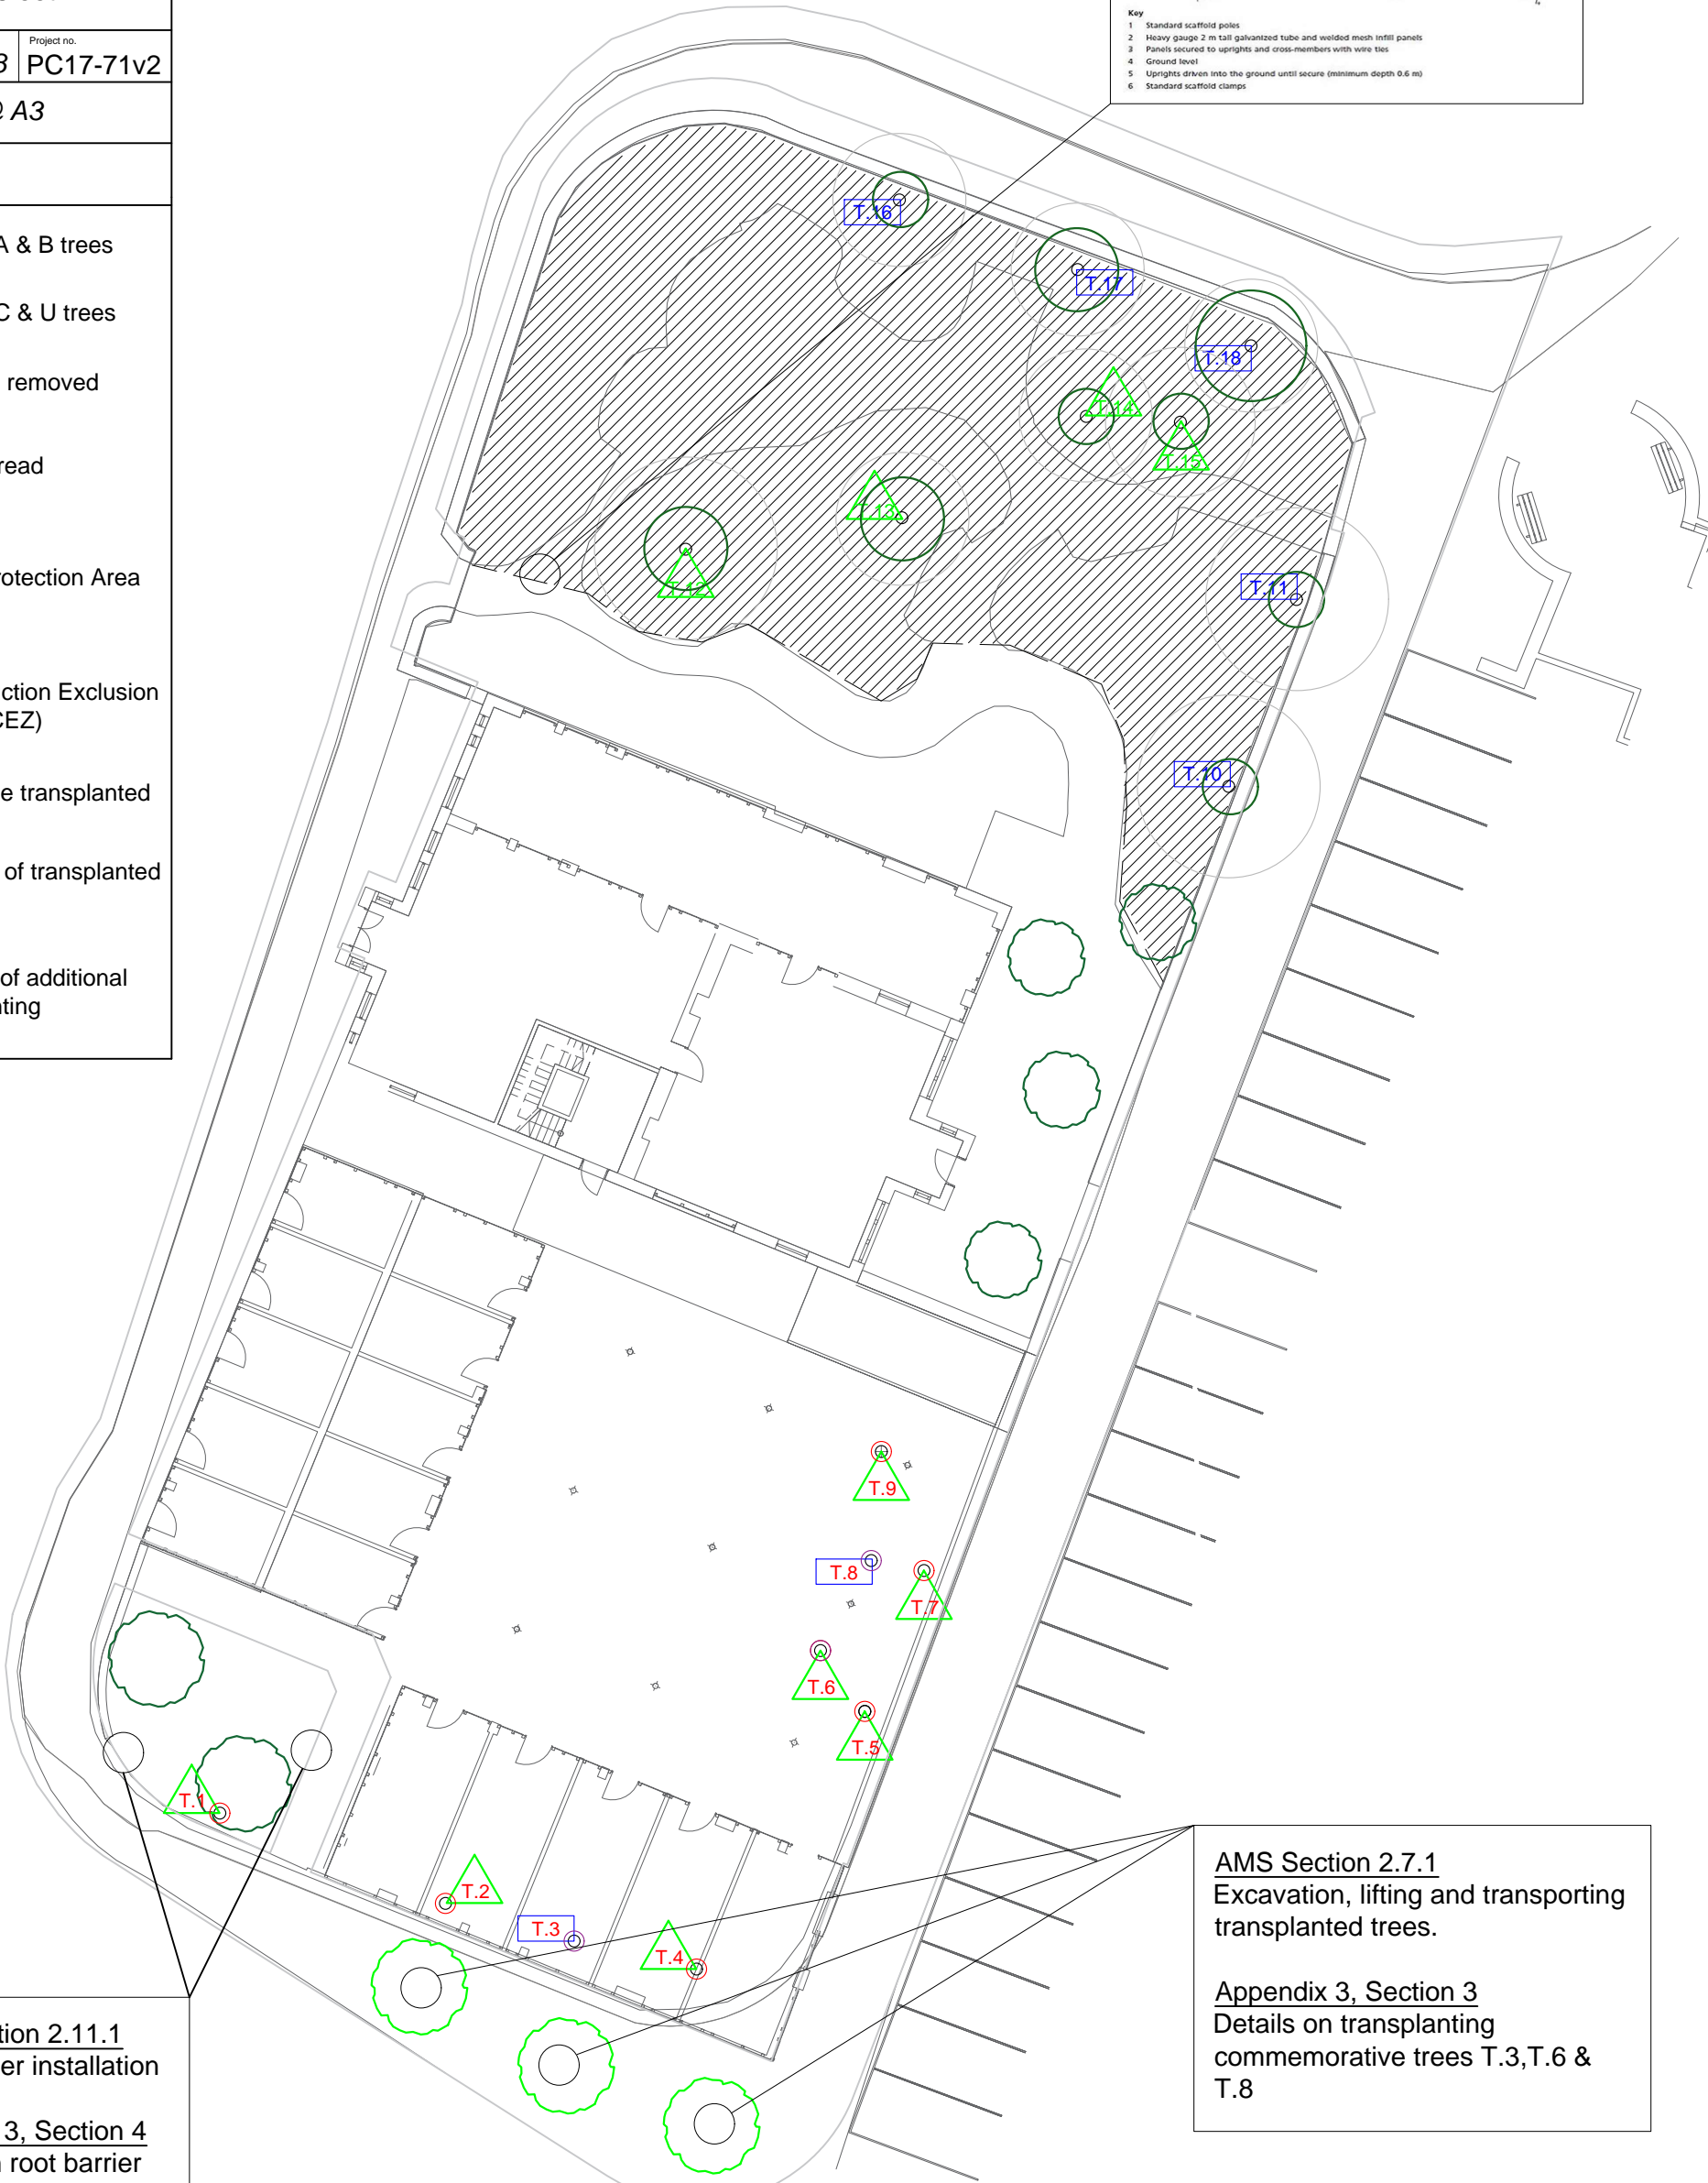 Project no.
3
PC17-71v2
A3
A & B trees
C & U trees
removed
read
rotection Area
ction Exclusion
CEZ)
e transplanted
of transplanted
of additional
nting
Key
1 Standard scaffold poles
2 Heavy gauge 2 m tall galvanized tube and welded mesh infill panels
3 Panels secured to uprights and cross-members with wire ties
4 Ground level
5 Uprights driven into the ground until secure (minimum depth 0.6 m)
6 Standard scaffold clamps
T.16
T.17
T.18
T.14
T.15
T.13
T.12
T.11
T.10
T.9
T.8
T.7
T.6
T.5
T.1
T.2
T.3
T.4
tion 2.11.1
er installation
3, Section 4
n root barrier
AMS Section 2.7.1
Excavation, lifting and transporting
transplanted trees.
Appendix 3, Section 3
Details on transplanting
commemorative trees T.3,T.6 &
T.8